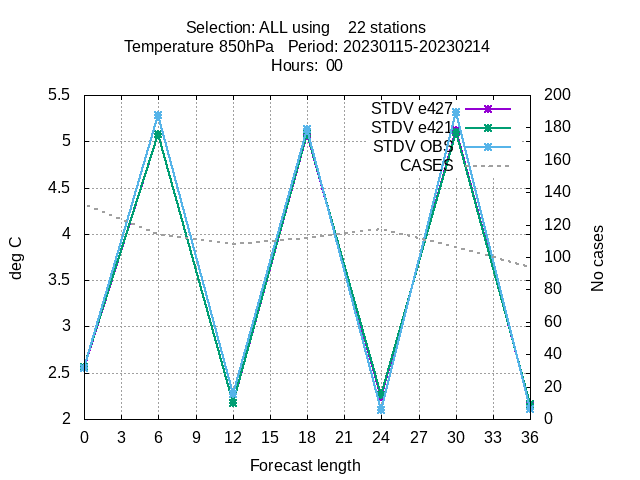 Selection: ALL using    22 stations
Temperature 850hPa   Period: 20230115-20230214
Hours:  00
5.5
5
4.5
4
3.5
3
2.5
2
deg C
STDV e427
STDV e421
STDV OBS
CASES
200
180
160
140
120
100
80
60
40
20
0
No cases
0 3 6 9 12 15 18 21 24 27 30 33 36
Forecast length